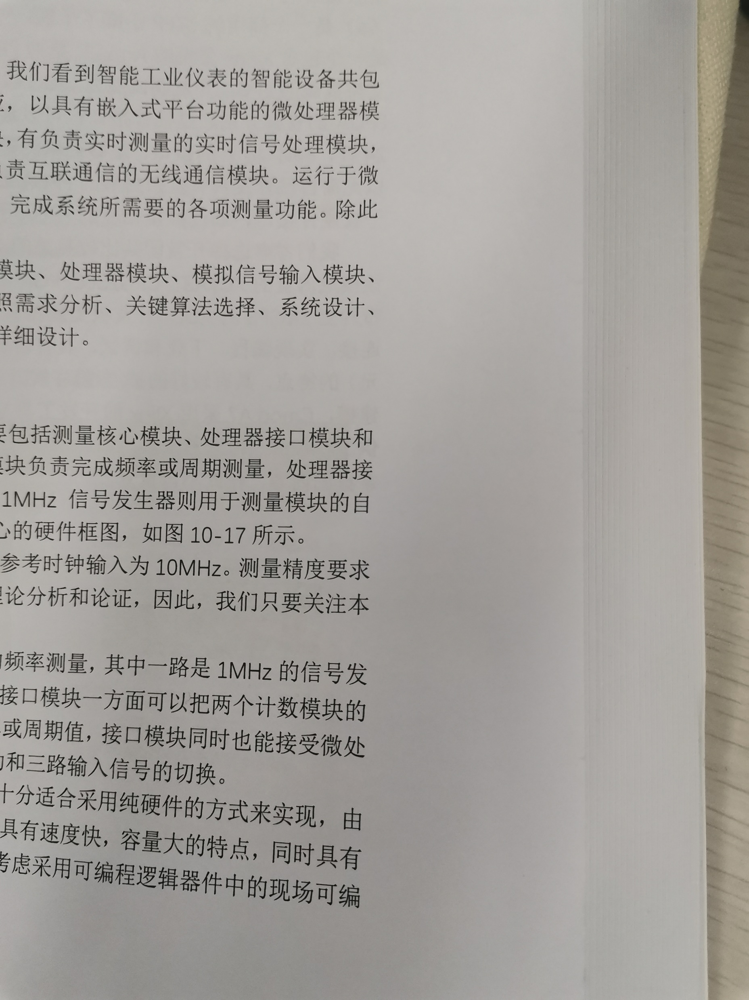 我们看到智能工业仪表的智能设备共包
，以具有嵌入式平台功能的微处理器模
，有负责实时测量的实时信号处理模块，
责互联通信的无线通信模块。运行于微
完成系统所需要的各项测量功能。除此
模块、处理器模块、模拟信号输入模块、
照需求分析、关键算法选择、系统设计、
详细设计。
要包括测量核心模块、处理器接口模块和
模块负责完成频率或周期测量，处理器接
1MHz 信号发生器则用于测量模块的自
心的硬件框图，如图 10-17 所示。
参考时钟输入为 10MHz。测量精度要求
理论分析和论证，因此，我们只要关注本
频率测量，其中一路是 1MHz 的信号发
接口模块一方面可以把两个计数模块的
或周期值，接口模块同时也能接受微处
和三路输入信号的切换。
十分适合采用纯硬件的方式来实现，由
具有速度快，容量大的特点，同时具有
考虑采用可编程逻辑器件中的现场可编